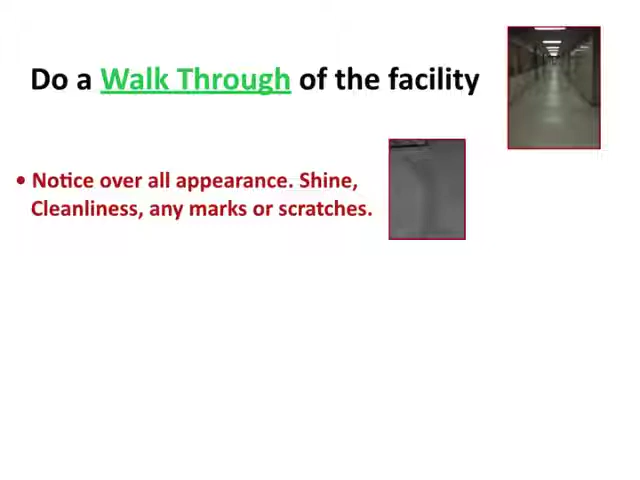 Do a Walk Through of the facility
• Notice over all appearance. Shine,
Cleanliness, any marks or scratches.